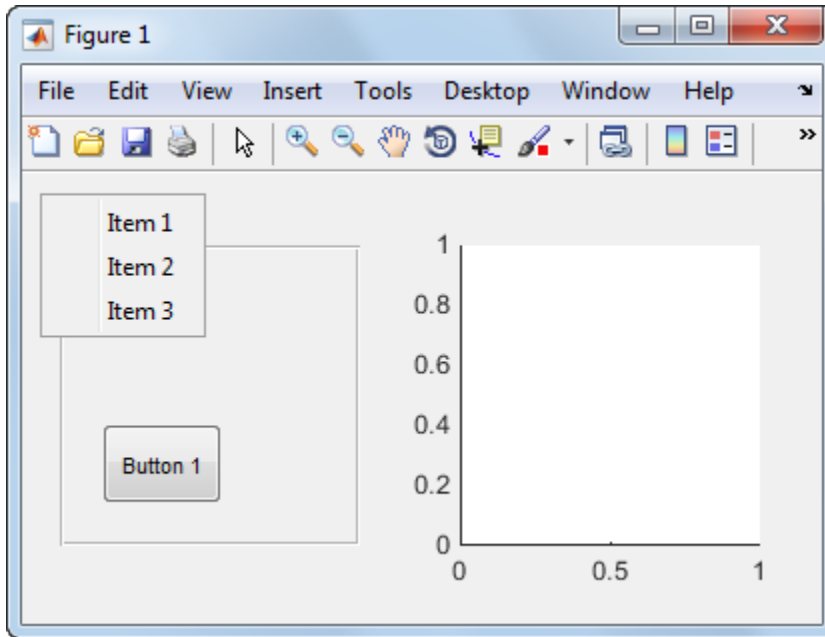 Figure 1
File Edit View Insert Tools Desktop Window Help
Item 1
Item 2
Item 3
Button 1
1
0.8
0.6
0.4
0.2
0
0 0.5 1